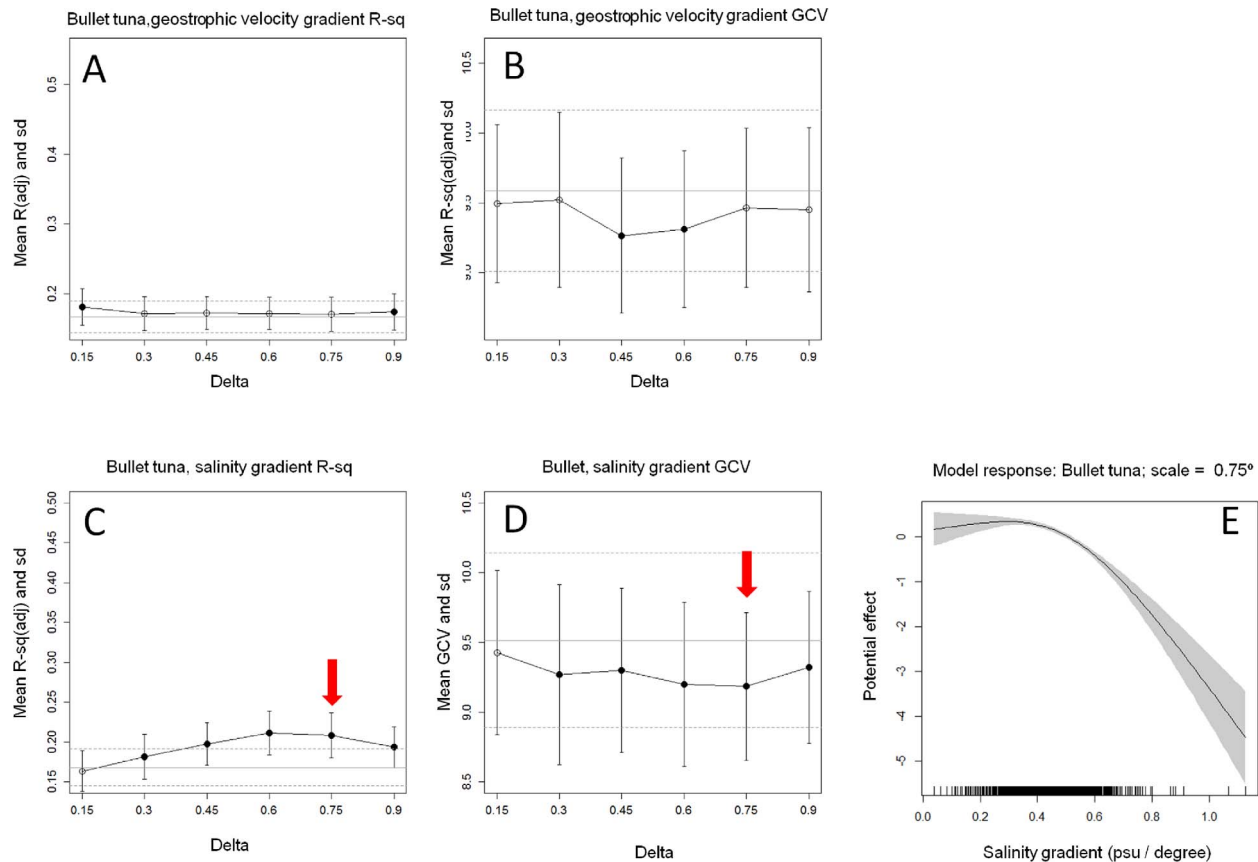 Bullet tuna,geostrophic velocity gradient R-sq
A
Mean R(adj) and sd
0.5
0.4
0.3
0.2
0.15 0.3 0.45 0.6 0.75 0.9
Delta
Bullet tuna, geostrophic velocity gradient GCV
B
Mean R-sq(adj)and sd
10.5
10.0
9.5
9.0
0.15 0.3 0.45 0.6 0.75 0.9
Delta
Bullet tuna, salinity gradient R-sq
C
Mean R-sq(adj) and sd
0.50
0.45
0.40
0.35
0.30
0.25
0.20
0.15
0.15 0.3 0.45 0.6 0.75 0.9
Delta
Bullet, salinity gradient GCV
D
Mean GCV and sd
10.5
10.0
9.5
9.0
8.5
0.15 0.3 0.45 0.6 0.75 0.9
Delta
Model response: Bullet tuna; scale = 0.75º
E
Potential effect
0
-1
-2
-3
-4
-5
0.0 0.2 0.4 0.6 0.8 1.0
Salinity gradient (psu / degree)